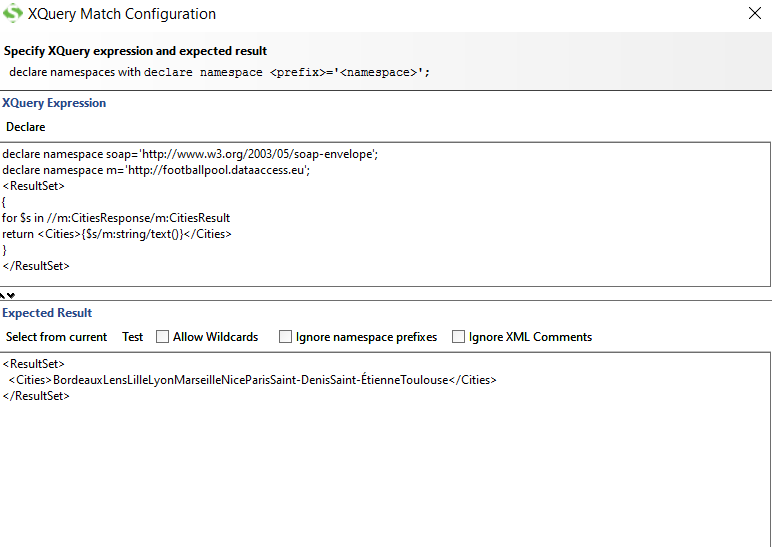 XQuery Match Configuration
Specify XQuery expression and expected result
declare namespaces with declare namespace <prefix>='<namespace>';
XQuery Expression
Declare
declare namespace soap='http://www.w3.org/2003/05/soap-envelope';
declare namespace m='http://footballpool.dataaccess.eu';
<ResultSet>
{
for $s in //m:CitiesResponse/m:CitiesResult
return <Cities>{$s/m:string/text()}</Cities>
}
</ResultSet>
Expected Result
Select from current Test Allow Wildcards Ignore namespace prefixes Ignore XML Comments
<ResultSet>
<Cities>BordeauxLensLilleLyonMarseilleNiceParisSaint-DenisSaint-ÉtienneToulouse</Cities>
</ResultSet>